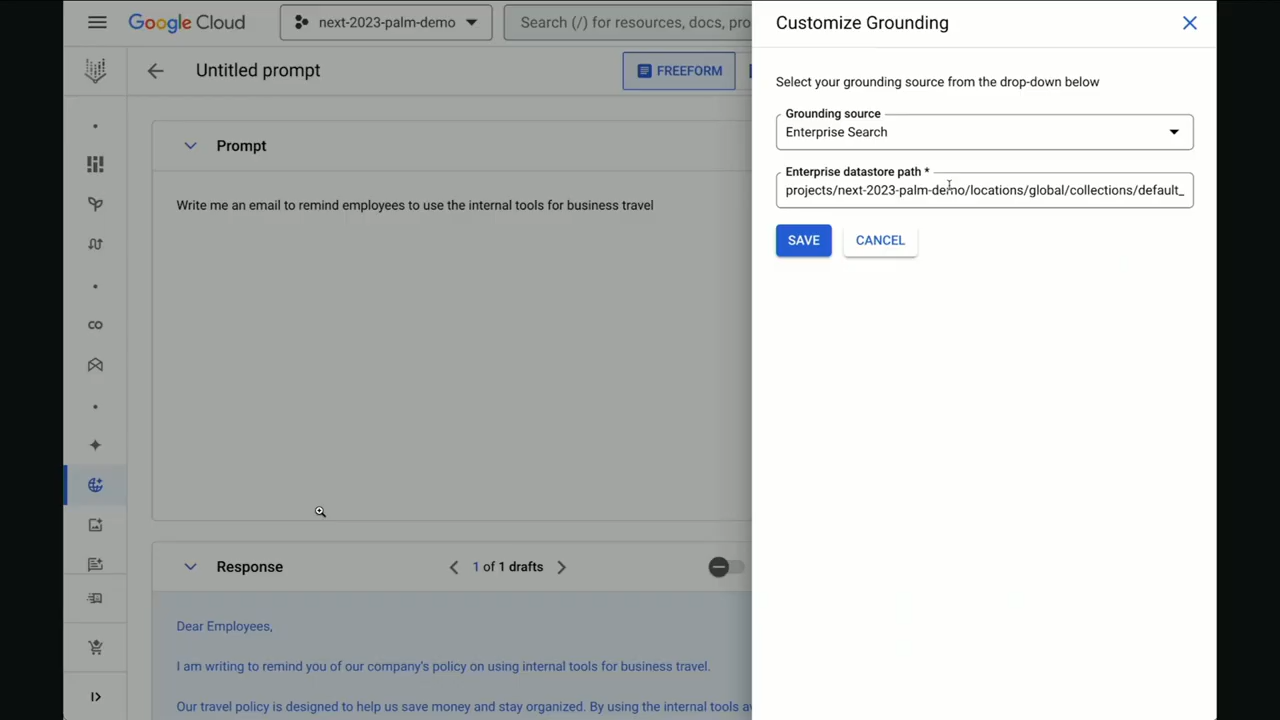 Google Cloud
next-2023-palm-demo
Search (/) for resources, docs, pro
Untitled prompt
FREEFORM
Prompt
Write me an email to remind employees to use the internal tools for business travel
Response
1 of 1 drafts
Dear Employees,
I am writing to remind you of our company's policy on using internal tools for business travel.
Our travel policy is designed to help us save money and stay organized. By using the internal tools
Customize Grounding
Select your grounding source from the drop-down below
Grounding source
Enterprise Search
Enterprise datastore path *
projects/next-2023-palm-demo/locations/global/collections/default_
SAVE
CANCEL